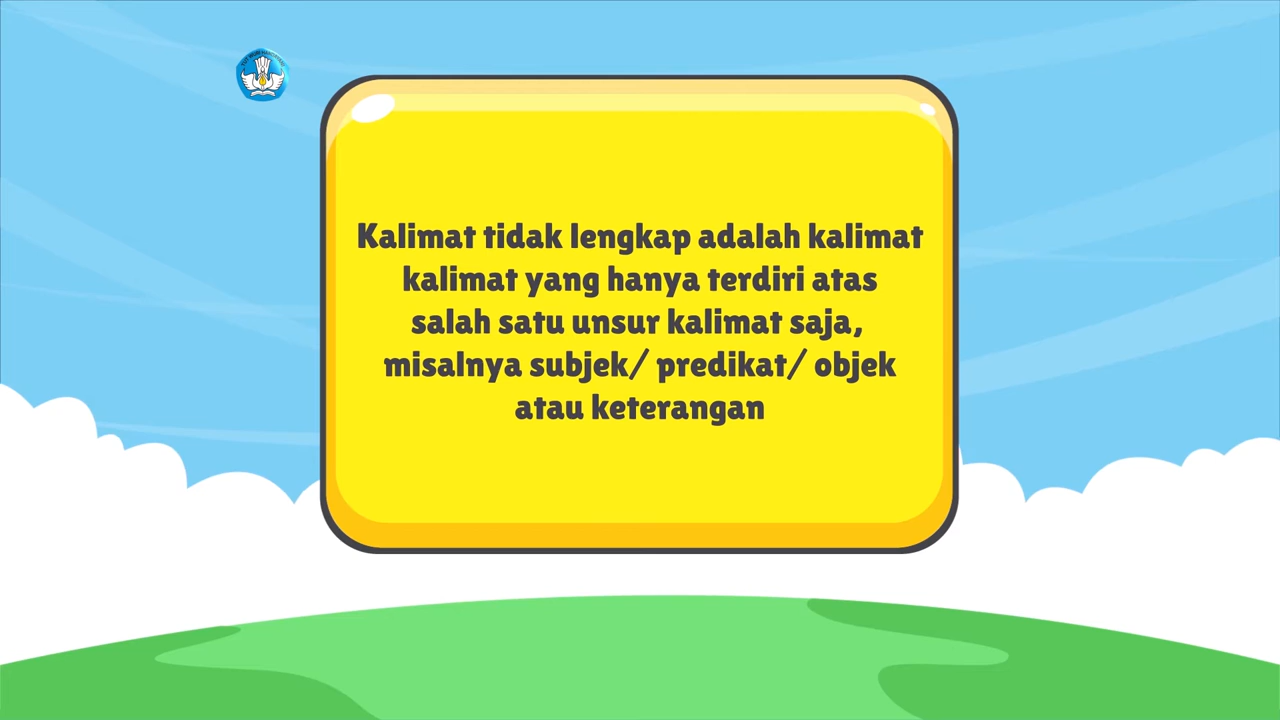 Kalimat tidak lengkap adalah kalimat
kalimat yang hanya terdiri atas
salah satu unsur kalimat saja,
misalnya subjek/ predikat/ objek
atau keterangan